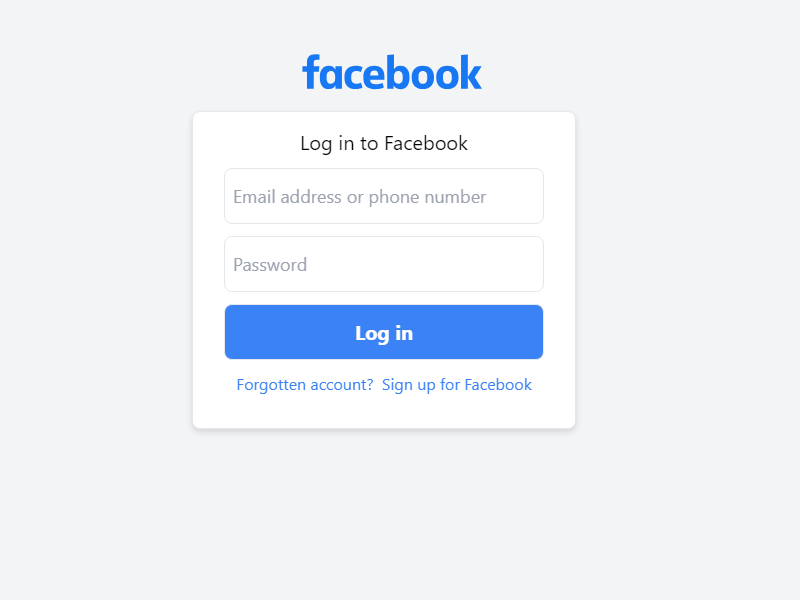 facebook
Log in to Facebook
Email address or phone number
Password
Log in
Forgotten account? Sign up for Facebook